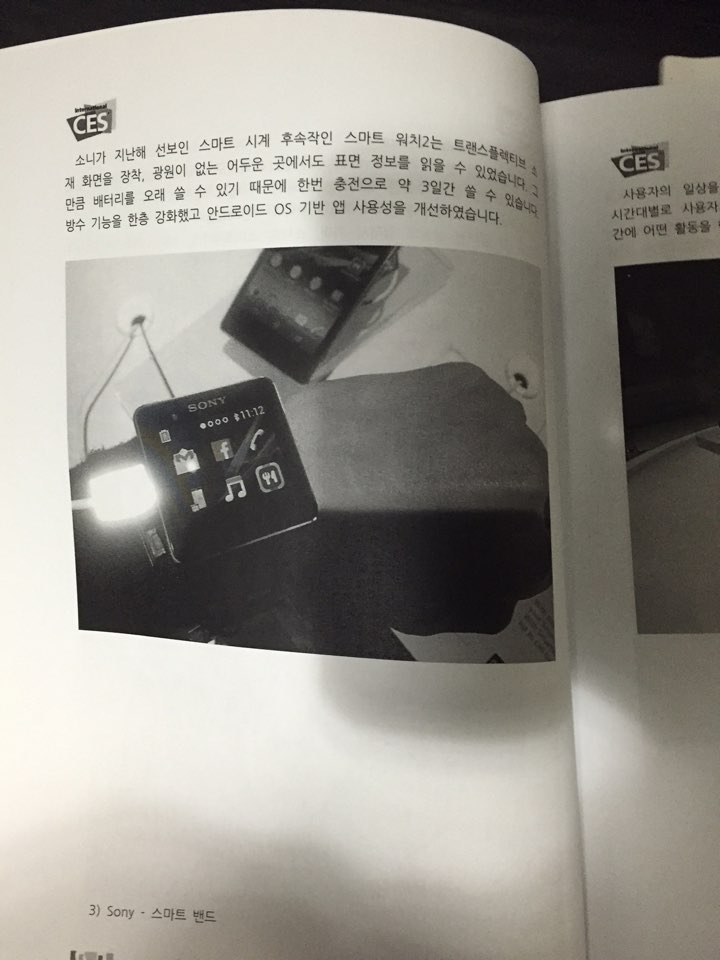 International
CES
소니가 지난해 선보인 스마트 시계 후속작인 스마트 워치2는 트랜스플렉티브 소
재 화면을 장착, 광원이 없는 어두운 곳에서도 표면 정보를 읽을 수 있었습니다. 그
만큼 배터리를 오래 쓸 수 있기 때문에 한번 충전으로 약 3일간 쓸 수 있습니다.
방수 기능을 한층 강화했고 안드로이드 OS 기반 앱 사용성을 개선하였습니다.
SONY
11:12
3) Sony - 스마트 밴드
International
CES
사용자의 일상을
시간대별로 사용자
간에 어떤 활동을